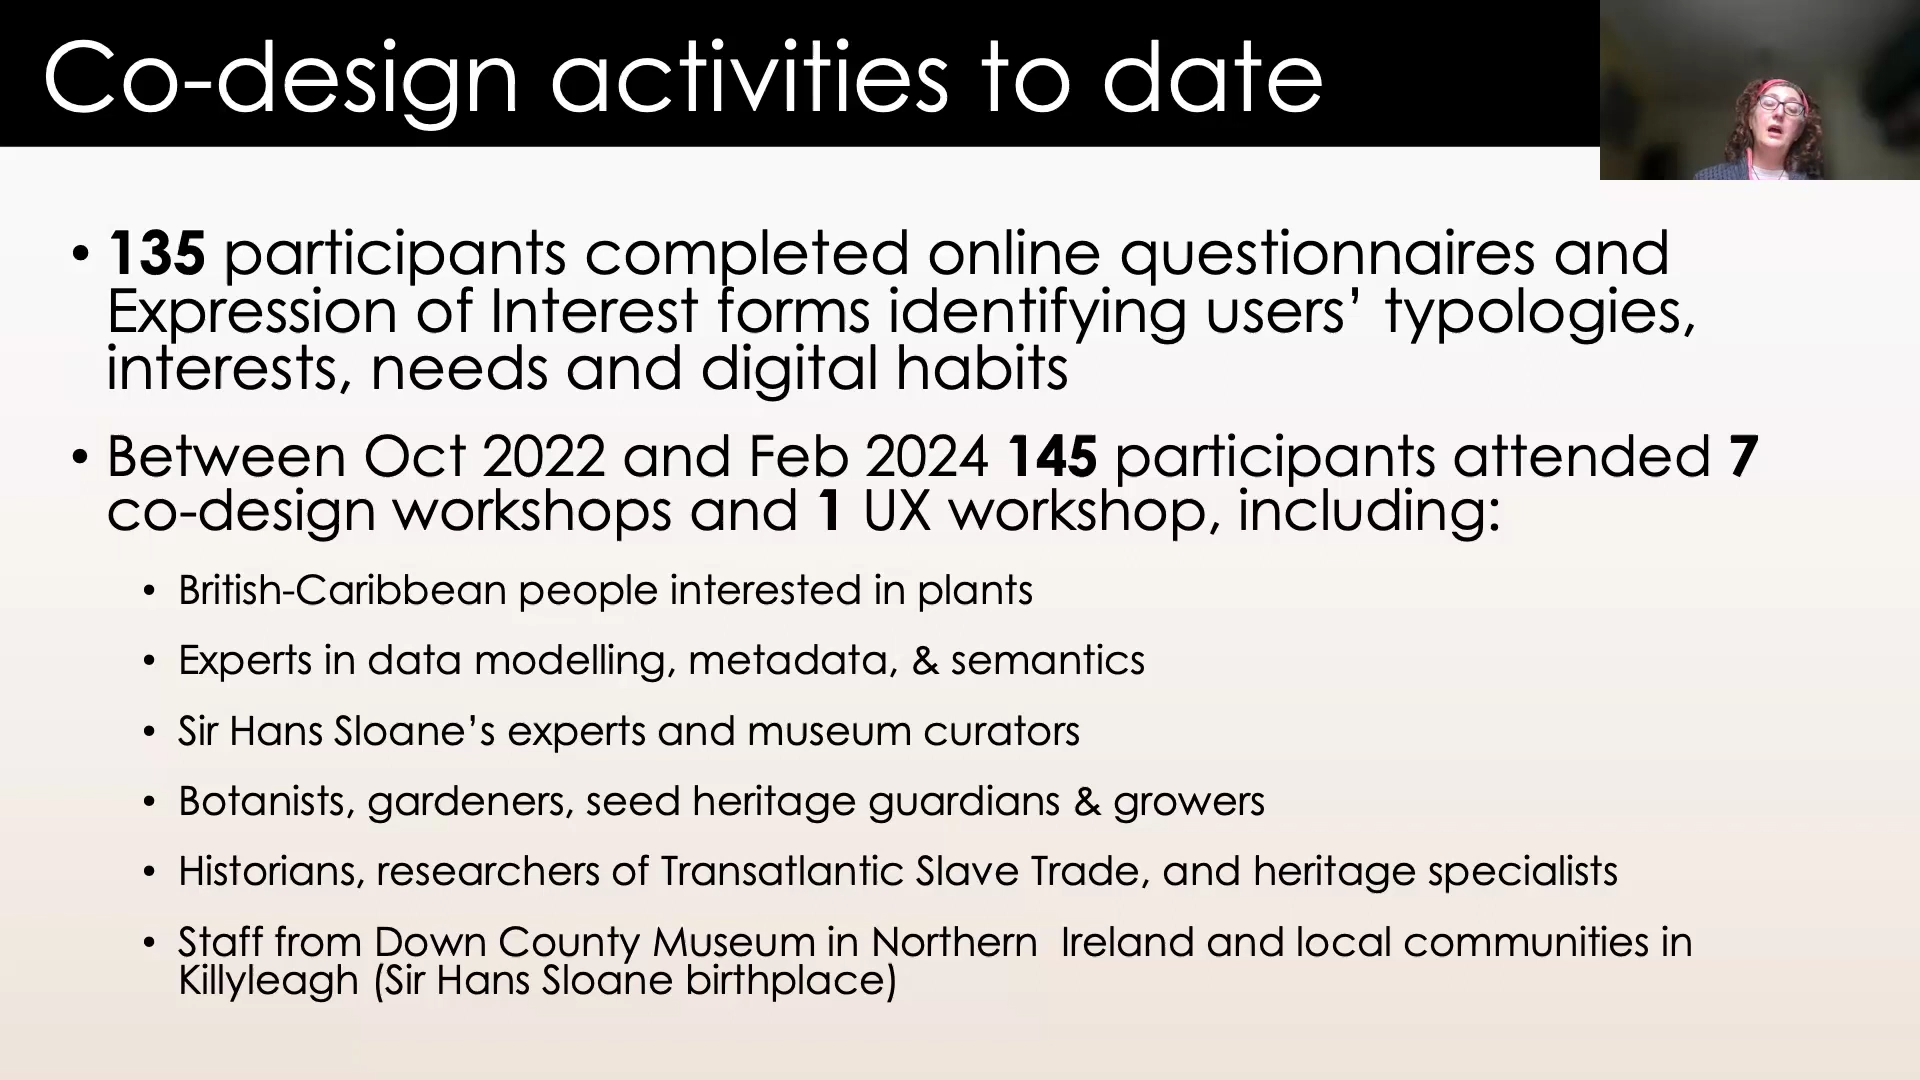 Co-design activities to date
• 135 participants completed online questionnaires and
Expression of Interest forms identifying users’ typologies,
interests, needs and digital habits
• Between Oct 2022 and Feb 2024 145 participants attended 7
co-design workshops and 1 UX workshop, including:
• British-Caribbean people interested in plants
• Experts in data modelling, metadata, & semantics
• Sir Hans Sloane’s experts and museum curators
• Botanists, gardeners, seed heritage guardians & growers
• Historians, researchers of Transatlantic Slave Trade, and heritage specialists
• Staff from Down County Museum in Northern  Ireland and local communities in
Killyleagh (Sir Hans Sloane birthplace)